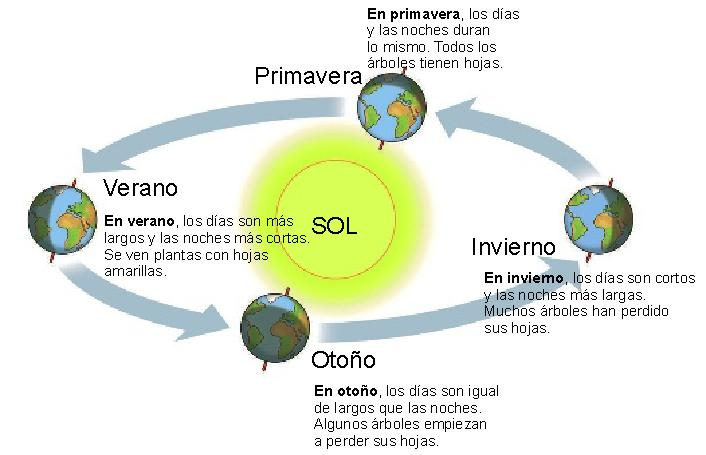 En primavera, los días
y las noches duran
lo mismo. Todos los
árboles tienen hojas.
Primavera
Verano
En verano, los días son más
largos y las noches más cortas.
Se ven plantas con hojas
amarillas.
SOL
Invierno
En invierno, los días son cortos
y las noches más largas.
Muchos árboles han perdido
sus hojas.
Otoño
En otoño, los días son igual
de largos que las noches.
Algunos árboles empiezan
a perder sus hojas.